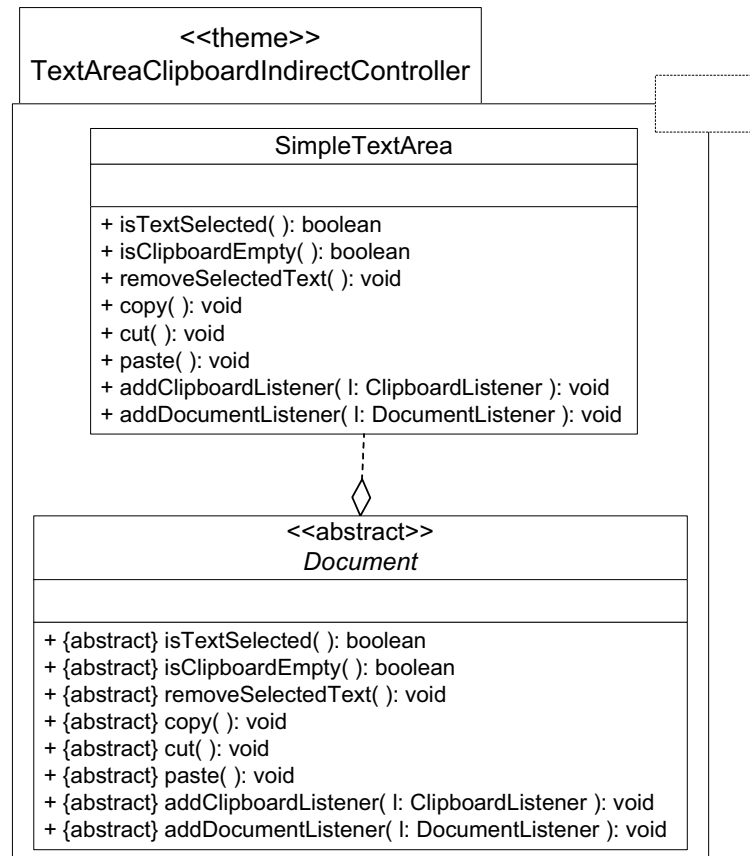 <<theme>>
TextAreaClipboardIndirectController
SimpleTextArea
+ isTextSelected( ): boolean
+ isClipboardEmpty( ): boolean
+ removeSelectedText( ): void
+ copy( ): void
+ cut( ): void
+ paste( ): void
+ addClipboardListener( l: ClipboardListener ): void
+ addDocumentListener( l: DocumentListener ): void
<<abstract>>
Document
+ {abstract} isTextSelected( ): boolean
+ {abstract} isClipboardEmpty( ): boolean
+ {abstract} removeSelectedText( ): void
+ {abstract} copy( ): void
+ {abstract} cut( ): void
+ {abstract} paste( ): void
+ {abstract} addClipboardListener( l: ClipboardListener ): void
+ {abstract} addDocumentListener( l: DocumentListener ): void